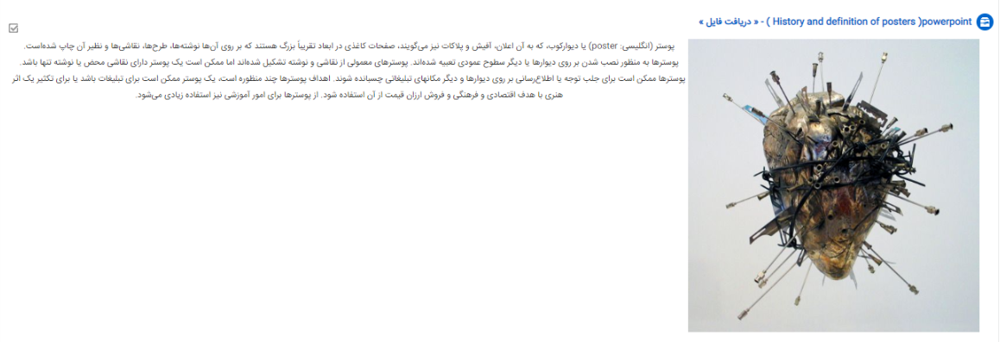 « دریافت فایل » - ( History and definition of posters )powerpoint
پوستر (انگلیسی: poster) یا دیوارکوب، که به آن اعلان، آفیش و پلاکات نیز می‌گویند، صفحات کاغذی در ابعاد تقریباً بزرگ هستند که بر روی آن‌ها نوشته‌ها، طرح‌ها، نقاشی‌ها و نظیر آن چاپ شده‌است.
پوسترها به منظور نصب شدن بر روی دیوارها یا دیگر سطوح عمودی تعبیه شده‌اند. پوسترهای معمولی از نقاشی و نوشته تشکیل شده‌اند اما ممکن است یک پوستر دارای نقاشی محض یا نوشته تنها باشد.
پوسترها ممکن است برای جلب توجه یا اطلاع‌رسانی بر روی دیوارها و دیگر مکانهای تبلیغاتی چسبانده شوند. اهداف پوسترها چند منظوره است، یک پوستر ممکن است برای تبلیغات باشد یا برای تکثیر یک اثر
هنری با هدف اقتصادی و فرهنگی و فروش ارزان قیمت از آن استفاده شود. از پوسترها برای امور آموزشی نیز استفاده زیادی می‌شود.